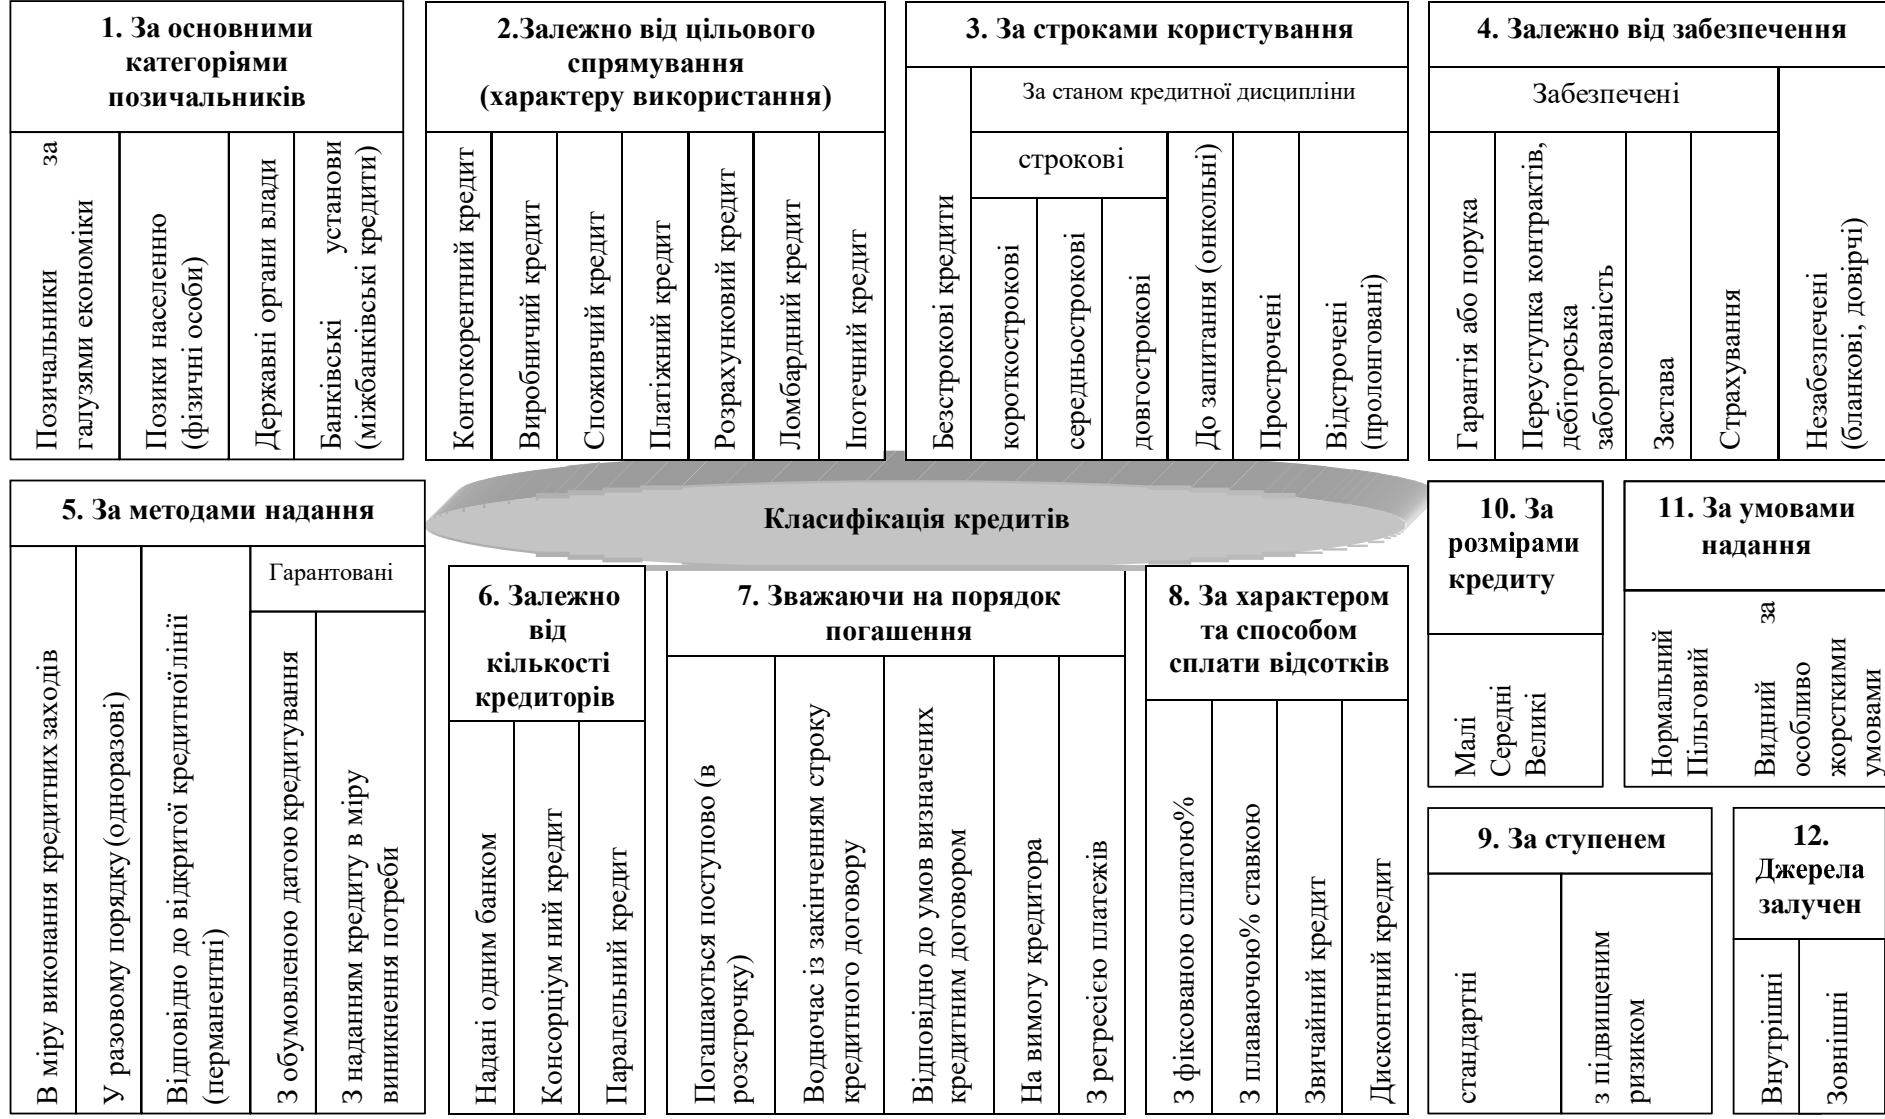 1. За основними
категоріями
позичальників
Позичальники за
галузями економіки
Позики населенню
(фізичні особи)
Державні органи влади
Банківські установи
(міжбанківські кредити)
2.Залежно від цільового
спрямування
(характеру використання)
Контокорентний кредит
Виробничий кредит
Споживчий кредит
Платіжний кредит
Розрахунковий кредит
Ломбардний кредит
Іпотечний кредит
3. За строками користування
Безстрокові кредити
За станом кредитної дисципліни
строкові
короткострокові
середньострокові
довгострокові
До запитання (онкольні)
Прострочені
Відстрочені
(пролонговані)
4. Залежно від забезпечення
Забезпечені
Гарантія або порука
Переуступка контрактів,
дебіторська
заборгованість
Застава
Страхування
Незабезпечені
(бланкові, довірчі)
Класифікація кредитів
5. За методами надання
В міру виконання кредитних заходів
У разовому порядку (одноразові)
Відповідно до відкритої кредитної лінії
(перманентні)
Гарантовані
З обумовленою датою кредитування
З наданням кредиту в міру
виникнення потреби
6. Залежно
від
кількості
кредиторів
Надані одним банком
Консорціум ний кредит
Паралельний кредит
7. Зважаючи на порядок
погашення
Погашаються поступово (в
розстрочку)
Водночас із закінченням строку
кредитного договору
Відповідно до умов визначених
кредитним договором
На вимогу кредитора
З регресією платежів
8. За характером
та способом
сплати відсотків
З фіксованою сплатою%
З плаваючою% ставкою
Звичайний кредит
Дисконтний кредит
10. За
розмірами
кредиту
Малі
Середні
Великі
11. За умовами
надання
Нормальний
Пільговий
Видний за
особливо
жорсткими
умовами
9. За ступенем
стандартні
з підвищеним
ризиком
12.
Джерела
залучен
Внутрішні
Зовнішні